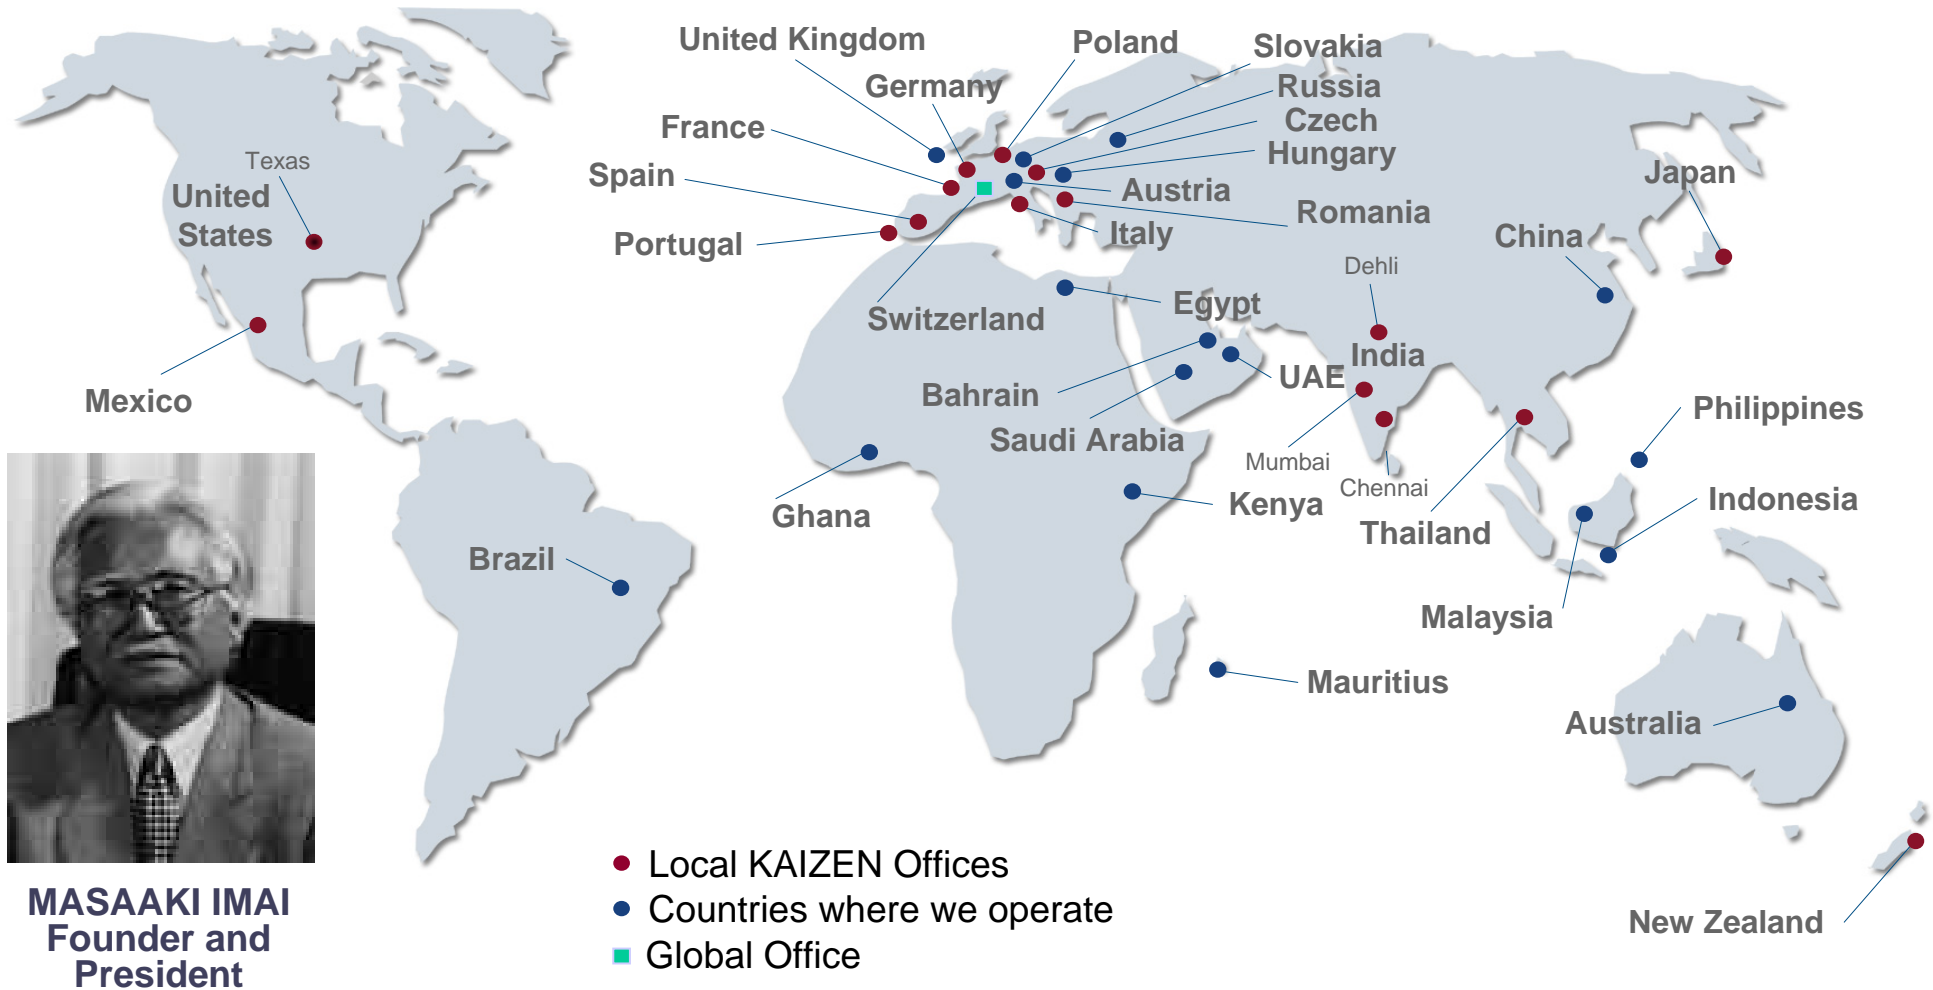 United Kingdom
Poland
Slovakia
Germany
Russia
France
Czech
Hungary
Texas
Spain
United
States
Austria
Japan
Romania
Portugal
Italy
China
Dehli
Egypt
Switzerland
India
Mexico
Bahrain
UAE
Philippines
Saudi Arabia
Mumbai
Chennai
Ghana
Kenya
Indonesia
Thailand
Brazil
Malaysia
Mauritius
Australia
Local KAIZEN Offices
Countries where we operate
Global Office
New Zealand
MASAAKI IMAI
Founder and
President